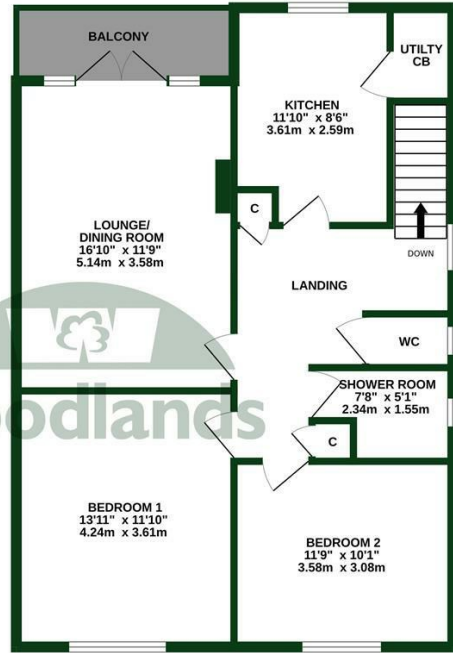 BALCONY
UTILTY
CB
KITCHEN
11'10" x 8'6"
3.61m x 2.59m
C
LOUNGE/
DINING ROOM
16'10" x 11'9"
5.14m x 3.58m
DOWN
LANDING
WC
SHOWER ROOM
7'8" x 5'1"
2.34m x 1.55m
oodlands
C
BEDROOM 1
13'11" x 11'10"
4.24m x 3.61m
BEDROOM 2
11'9" x 10'1"
3.58m x 3.08m